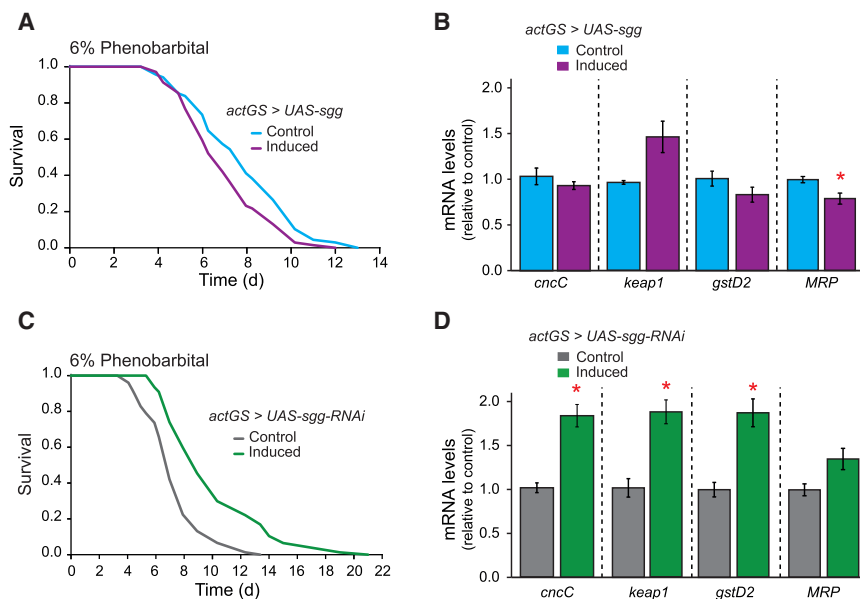 A
6% Phenobarbital
1.0
0.8
0.6
0.4
0.2
0.0
Survival
actGS > UAS-sgg
Control
Induced
0 2 4 6 8 10 12 14
Time (d)
B
actGS > UAS-sgg
Control
Induced
2.0
1.5
1.0
0.5
0.0
mRNA levels
(relative to control)
*
cncC keap1 gstD2 MRP
C
6% Phenobarbital
1.0
0.8
0.6
0.4
0.2
0.0
Survival
actGS > UAS-sgg-RNAi
Control
Induced
0 2 4 6 8 10 12 14 16 18 20 22
Time (d)
D
actGS > UAS-sgg-RNAi
Control
Induced
2.0
1.5
1.0
0.5
0.0
mRNA levels
(relative to control)
* * *
cncC keap1 gstD2 MRP